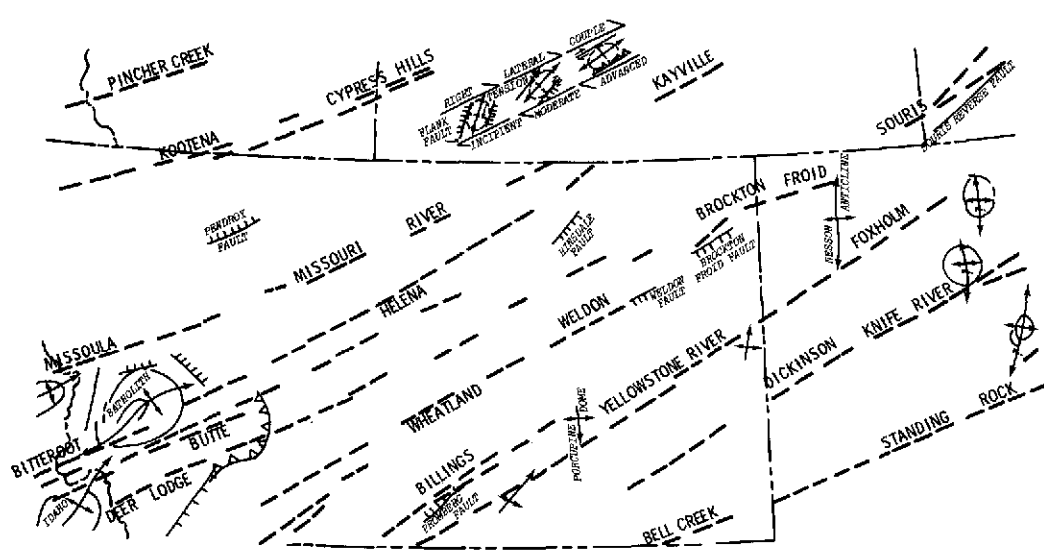 PINCHER CREEK
CYPRESS HILLS
RIGHT LATERAL COUPLE
TENSION
FLANK FAULT
INCIPIENT MODERATE ADVANCED
KAYVILLE
SOURIS
SOURIS REVERSE FAULT
KOOTENA
PENDROY FAULT
MISSOURI RIVER
HINSDALE FAULT
BROCKTON FROID
BROCKTON FROID FAULT
NESSON ANTICLINE
FOXHOLM
HELENA
WELDON
WELDON FAULT
MISSOULA
BATHOLITH
WHEATLAND
YELLOWSTONE RIVER
DICKINSON KNIFE RIVER
PORCUPINE DOME
BITTEROOT
BUTTE
BILLINGS
STANDING ROCK
IDAHO
DEER LODGE
FROMBERG FAULT
BELL CREEK